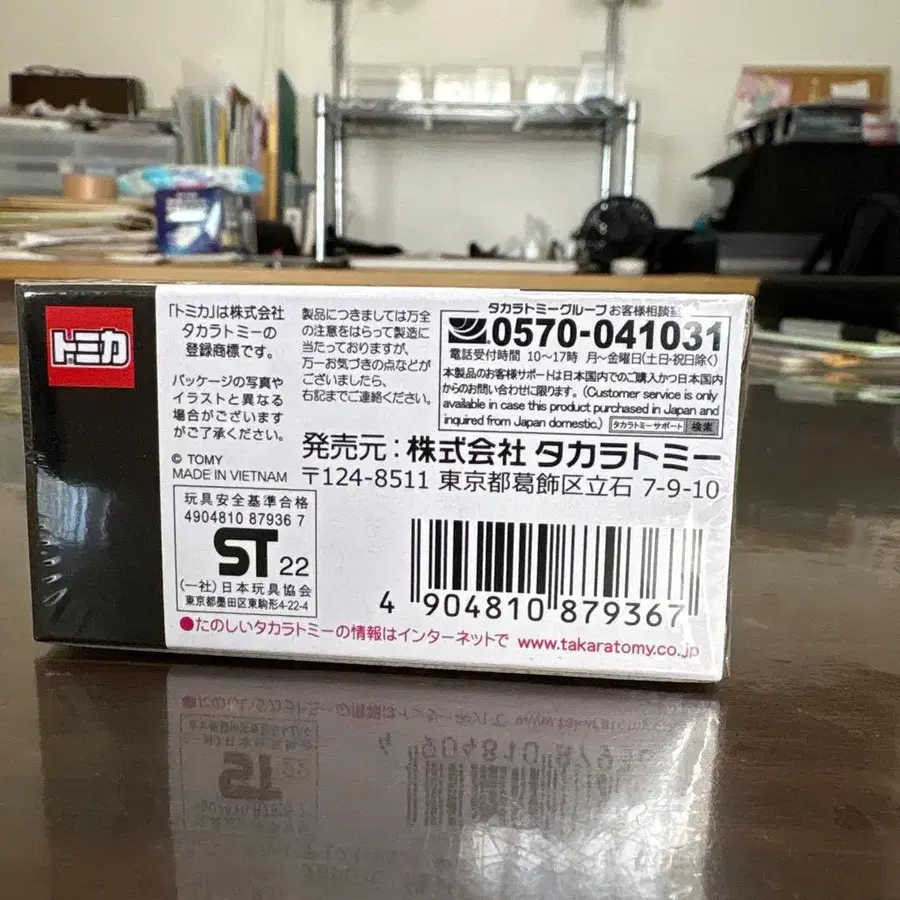 トミカ
「トミカ」は株式会社
タカラトミーの
登録商標です。
パッケージの写真や
イラストと異なる
場合がございます
がご了承ください。
© TOMY
MADE IN VIETNAM
製品につきましては万全
の注意をはらって製造に
当たっておりますが、
万一お気づきの点などが
ございましたら、
右記までご連絡ください。
タカラトミーグループ お客様相談室
0570-041031
電話受付時間 10〜17時 月〜金曜日(土日・祝日除く)
本製品のお客様サポートは日本国内でのご購入かつ日本国内
からのお問い合わせに限ります。(Customer service is only
available in case this product purchased in Japan and
inquired from Japan domestic.) タカラトミーサポート 検索
発売元:株式会社 タカラトミー
〒124-8511 東京都葛飾区立石 7-9-10
玩具安全基準合格
4904810 87936 7
ST 22
(一社)日本玩具協会
東京都墨田区東駒形4-22-4
4 904810 879367
●たのしいタカラトミーの情報はインターネットで www.takaratomy.co.jp